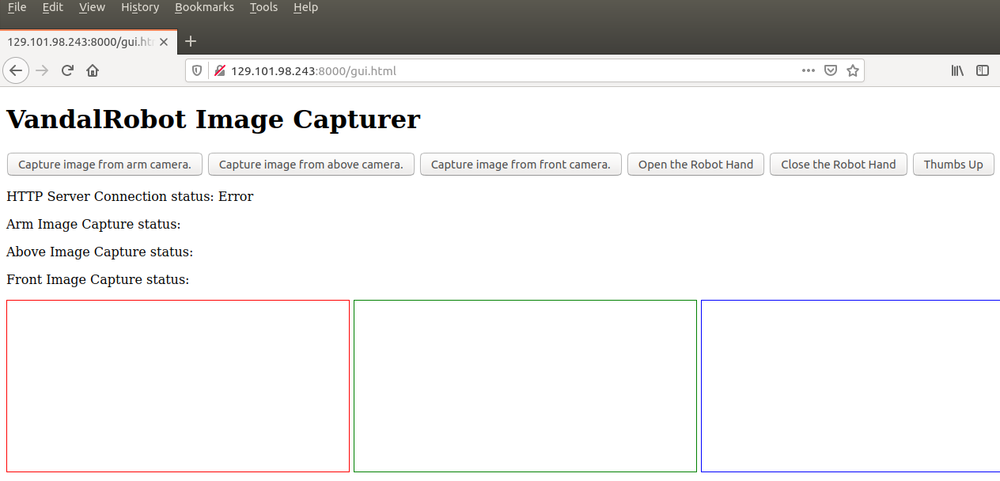 File Edit View History Bookmarks Tools Help
129.101.98.243:8000/gui.ht
129.101.98.243:8000/gui.html
VandalRobot Image Capturer
Capture image from arm camera. Capture image from above camera. Capture image from front camera. Open the Robot Hand Close the Robot Hand Thumbs Up
HTTP Server Connection status: Error
Arm Image Capture status:
Above Image Capture status:
Front Image Capture status: